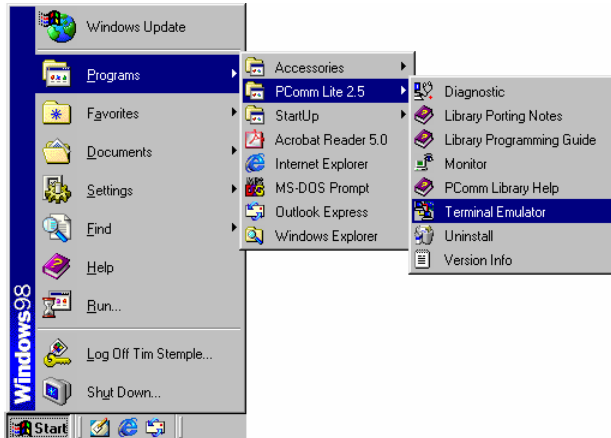 Windows Update
Programs
Favorites
Documents
Settings
Find
Help
Run...
Log Off Tim Stemple...
Shut Down...
Windows98
Start
Accessories
PComm Lite 2.5
StartUp
Acrobat Reader 5.0
Internet Explorer
MS-DOS Prompt
Outlook Express
Windows Explorer
Diagnostic
Library Porting Notes
Library Programming Guide
Monitor
PComm Library Help
Terminal Emulator
Uninstall
Version Info